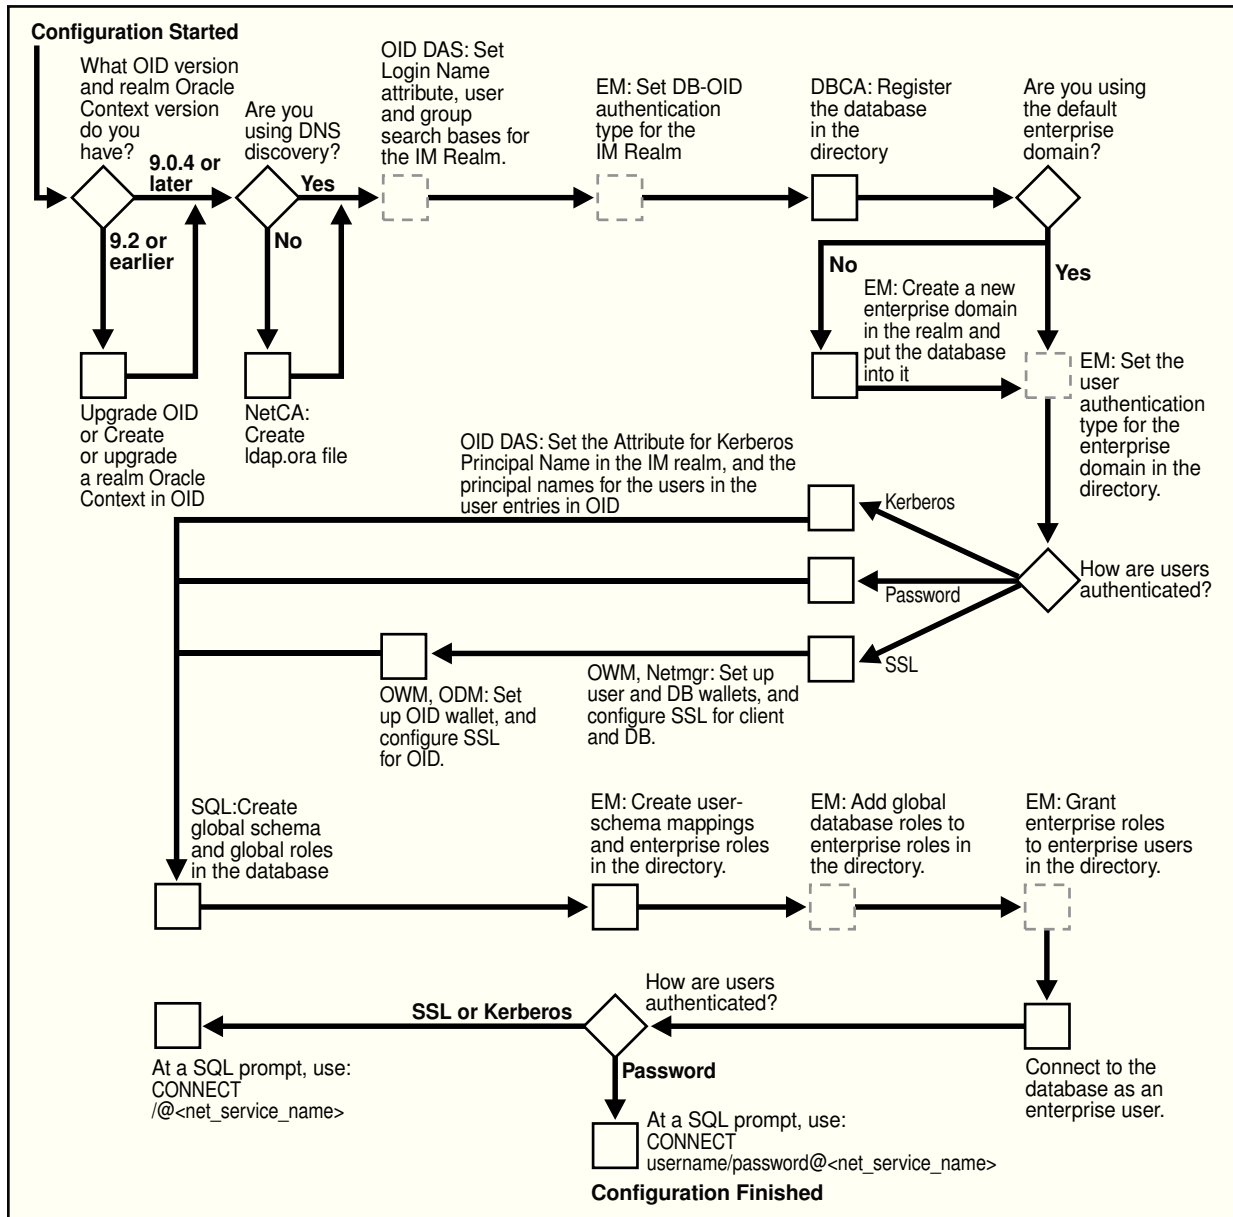 Configuration Started
What OID version
and realm Oracle
Context version
do you
have?
9.0.4 or
later
9.2 or
earlier
Upgrade OID
or Create
or upgrade
a realm Oracle
Context in OID
Are you
using DNS
discovery?
Yes
No
NetCA:
Create
ldap.ora file
OID DAS: Set
Login Name
attribute, user
and group
search bases for
the IM Realm.
EM: Set DB-OID
authentication
type for the
IM Realm
DBCA: Register
the database
in the
directory
Are you using
the default
enterprise
domain?
No
Yes
EM: Create a new
enterprise domain
in the realm and
put the database
into it
EM: Set the
user
authentication
type for the
enterprise
domain in the
directory.
OID DAS: Set the Attribute for Kerberos
Principal Name in the IM realm, and the
principal names for the users in the
user entries in OID
Kerberos
How are users
authenticated?
Password
SSL
OWM, Netmgr: Set up
user and DB wallets, and
configure SSL for client
and DB.
OWM, ODM: Set
up OID wallet, and
configure SSL
for OID.
SQL:Create
global schema
and global roles
in the database
EM: Create user-
schema mappings
and enterprise roles
in the directory.
EM: Add global
database roles to
enterprise roles in
the directory.
EM: Grant
enterprise roles
to enterprise users
in the directory.
Connect to the
database as an
enterprise user.
How are users
authenticated?
SSL or Kerberos
At a SQL prompt, use:
CONNECT
/@<net_service_name>
Password
At a SQL prompt, use:
CONNECT
username/password@<net_service_name>
Configuration Finished